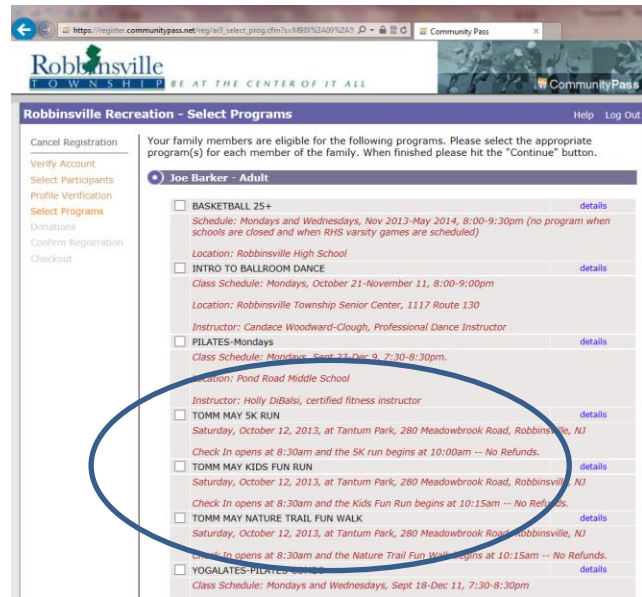 https://register.communitypass.net/reg/ar3_select_prog.cfm?s=
Community Pass
Robbinsville
TOWNSHIP BE AT THE CENTER OF IT ALL
CommunityPass
Robbinsville Recreation - Select Programs
Help Log Out
Cancel Registration
Verify Account
Select Participants
Profile Verification
Select Programs
Donations
Confirm Registration
Checkout
Your family members are eligible for the following programs. Please select the appropriate
program(s) for each member of the family. When finished please hit the "Continue" button.
Joe Barker - Adult
BASKETBALL 25+ details
Schedule: Mondays and Wednesdays, Nov 2013-May 2014, 8:00-9:30pm (no program when
schools are closed and when RHS varsity games are scheduled)
Location: Robbinsville High School
INTRO TO BALLROOM DANCE details
Class Schedule: Mondays, October 21-November 11, 8:00-9:00pm
Location: Robbinsville Township Senior Center, 1117 Route 130
Instructor: Candace Woodward-Clough, Professional Dance Instructor
PILATES-Mondays details
Class Schedule: Mondays, Sept 23-Dec 9, 7:30-8:30pm.
Location: Pond Road Middle School
Instructor: Holly DiBalsi, certified fitness instructor
TOMM MAY 5K RUN details
Saturday, October 12, 2013, at Tantum Park, 280 Meadowbrook Road, Robbinsville, NJ
Check In opens at 8:30am and the 5K run begins at 10:00am -- No Refunds.
TOMM MAY KIDS FUN RUN details
Saturday, October 12, 2013, at Tantum Park, 280 Meadowbrook Road, Robbinsville, NJ
Check In opens at 8:30am and the Kids Fun Run begins at 10:15am -- No Refunds.
TOMM MAY NATURE TRAIL FUN WALK details
Saturday, October 12, 2013, at Tantum Park, 280 Meadowbrook Road, Robbinsville, NJ
Check In opens at 8:30am and the Nature Trail Fun Walk begins at 10:15am -- No Refunds.
YOGALATES-PILATES COMBO details
Class Schedule: Mondays and Wednesdays, Sept 18-Dec 11, 7:30-8:30pm